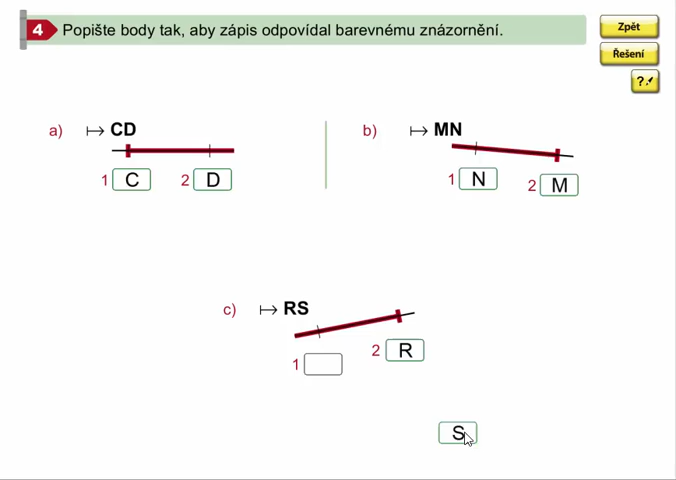 4 Popište body tak, aby zápis odpovídal barevnému znázornění.
Zpět
Řešení
?
a) ↦ CD
1 C 2 D
b) ↦ MN
1 N 2 M
c) ↦ RS
1 2 R
S